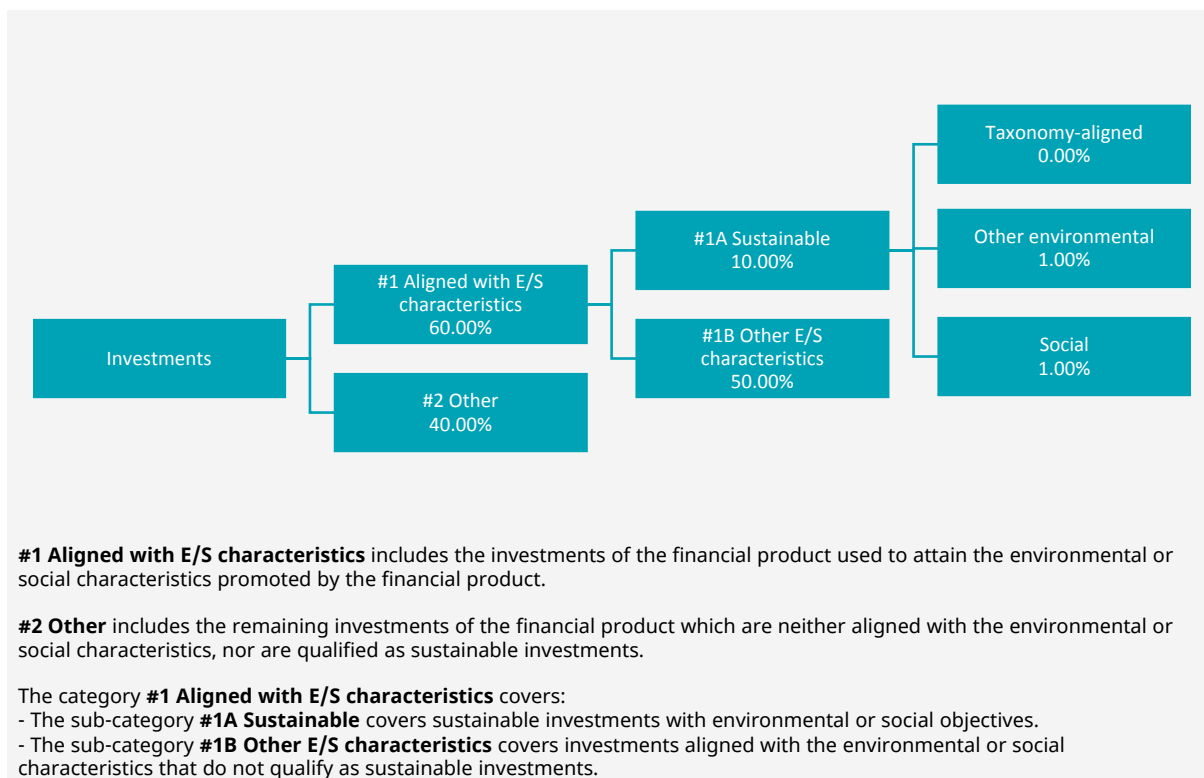 Taxonomy-aligned
0.00%
#1A Sustainable
10.00%
Other environmental
1.00%
#1 Aligned with E/S
characteristics
60.00%
Investments
#1B Other E/S
characteristics
50.00%
Social
1.00%
#2 Other
40.00%
#1 Aligned with E/S characteristics includes the investments of the financial product used to attain the environmental or
social characteristics promoted by the financial product.
#2 Other includes the remaining investments of the financial product which are neither aligned with the environmental or
social characteristics, nor are qualified as sustainable investments.
The category #1 Aligned with E/S characteristics covers:
- The sub-category #1A Sustainable covers sustainable investments with environmental or social objectives.
- The sub-category #1B Other E/S characteristics covers investments aligned with the environmental or social
characteristics that do not qualify as sustainable investments.